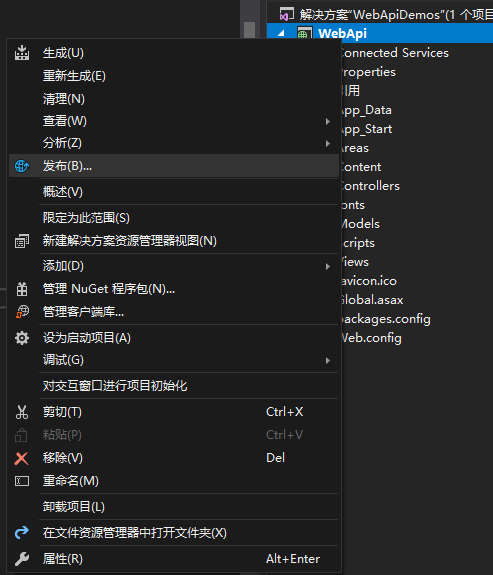 解决方案"WebApiDemos"(1 个项目
WebApi
Connected Services
Properties
引用
App_Data
App_Start
Areas
Content
Controllers
fonts
Models
Scripts
Views
favicon.ico
Global.asax
packages.config
Web.config
生成(U)
重新生成(E)
清理(N)
查看(W)
分析(Z)
发布(B)...
概述(V)
限定为此范围(S)
新建解决方案资源管理器视图(N)
添加(D)
管理 NuGet 程序包(N)...
管理客户端库...
设为启动项目(A)
调试(G)
对交互窗口进行项目初始化
剪切(T) Ctrl+X
粘贴(P) Ctrl+V
移除(V) Del
重命名(M)
卸载项目(L)
在文件资源管理器中打开文件夹(X)
属性(R) Alt+Enter